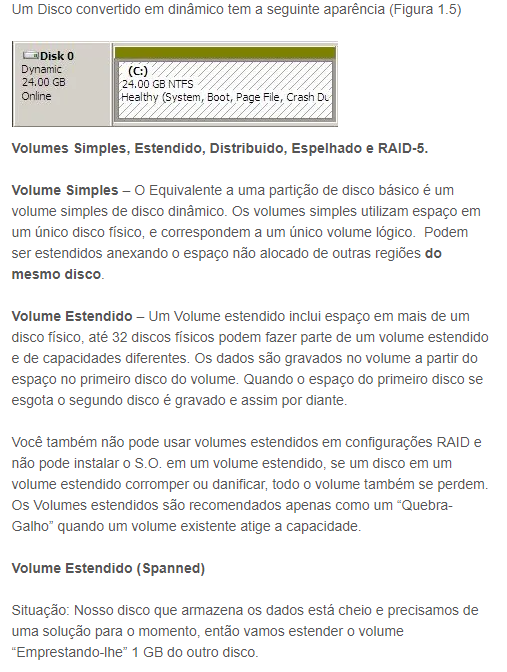 Um Disco convertido em dinâmico tem a seguinte aparência (Figura 1.5)
Disk 0
Dynamic
24.00 GB
Online
(C:)
24.00 GB NTFS
Healthy (System, Boot, Page File, Crash Du
Volumes Simples, Estendido, Distribuido, Espelhado e RAID-5.
Volume Simples – O Equivalente a uma partição de disco básico é um
volume simples de disco dinâmico. Os volumes simples utilizam espaço em
um único disco físico, e correspondem a um único volume lógico.  Podem
ser estendidos anexando o espaço não alocado de outras regiões do
mesmo disco.
Volume Estendido – Um Volume estendido inclui espaço em mais de um
disco físico, até 32 discos físicos podem fazer parte de um volume estendido
e de capacidades diferentes. Os dados são gravados no volume a partir do
espaço no primeiro disco do volume. Quando o espaço do primeiro disco se
esgota o segundo disco é gravado e assim por diante.
Você também não pode usar volumes estendidos em configurações RAID e
não pode instalar o S.O. em um volume estendido, se um disco em um
volume estendido corromper ou danificar, todo o volume também se perdem.
Os Volumes estendidos são recomendados apenas como um “Quebra-
Galho” quando um volume existente atige a capacidade.
Volume Estendido (Spanned)
Situação: Nosso disco que armazena os dados está cheio e precisamos de
uma solução para o momento, então vamos estender o volume
“Emprestando-lhe” 1 GB do outro disco.